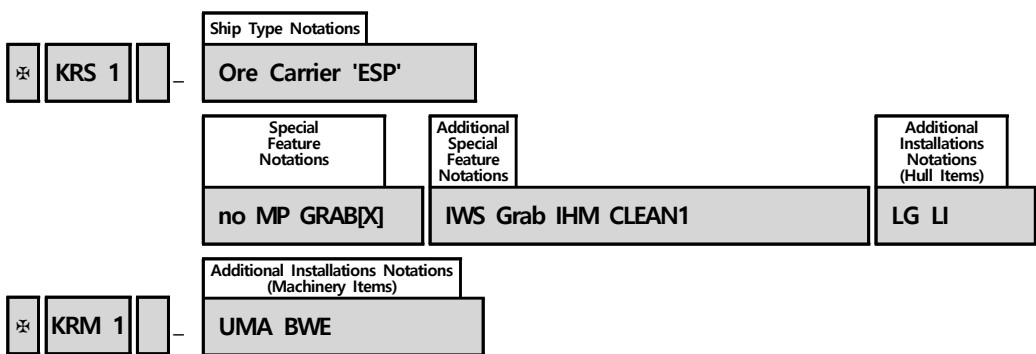 Ship Type Notations
✠ KRS 1 _ Ore Carrier 'ESP'
Special
Feature
Notations
Additional
Special
Feature
Notations
Additional
Installations
Notations
(Hull Items)
no MP GRAB[X] IWS Grab IHM CLEAN1 LG LI
Additional Installations Notations
(Machinery Items)
✠ KRM 1 _ UMA BWE